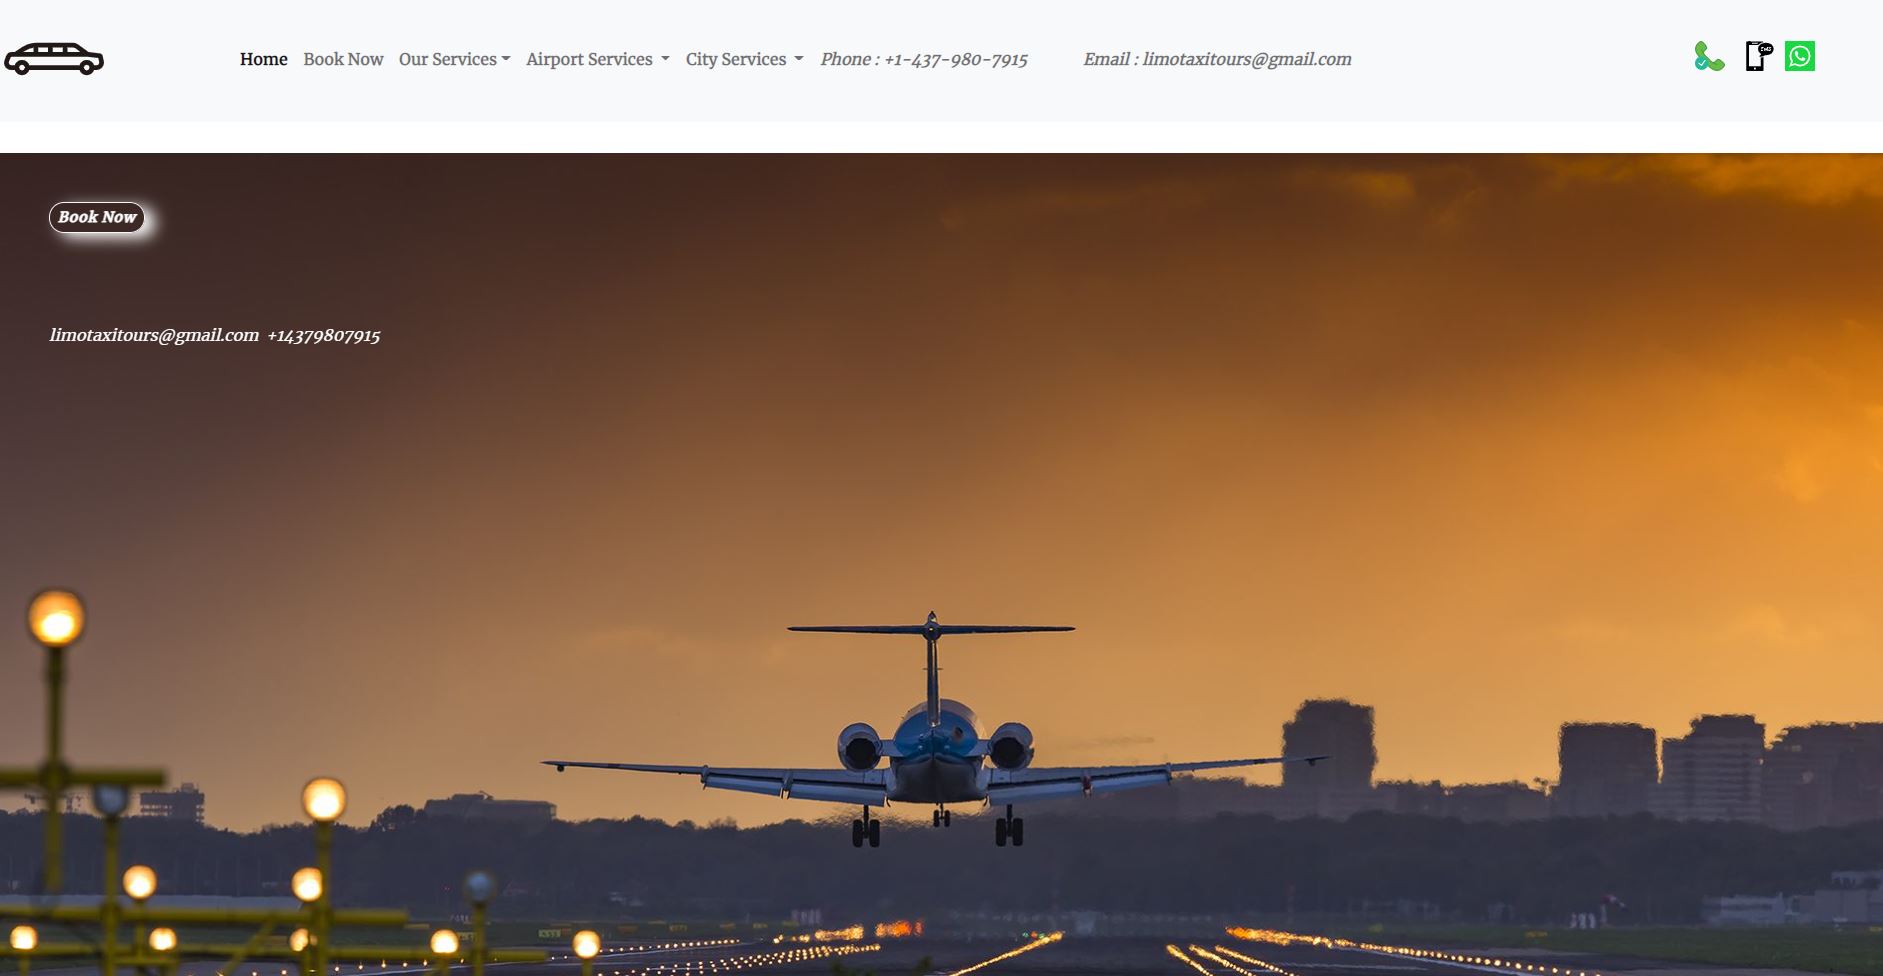 Home Book Now Our Services Airport Services City Services Phone : +1-437-980-7915 Email : limotaxitours@gmail.com
Book Now
limotaxitours@gmail.com +14379807915